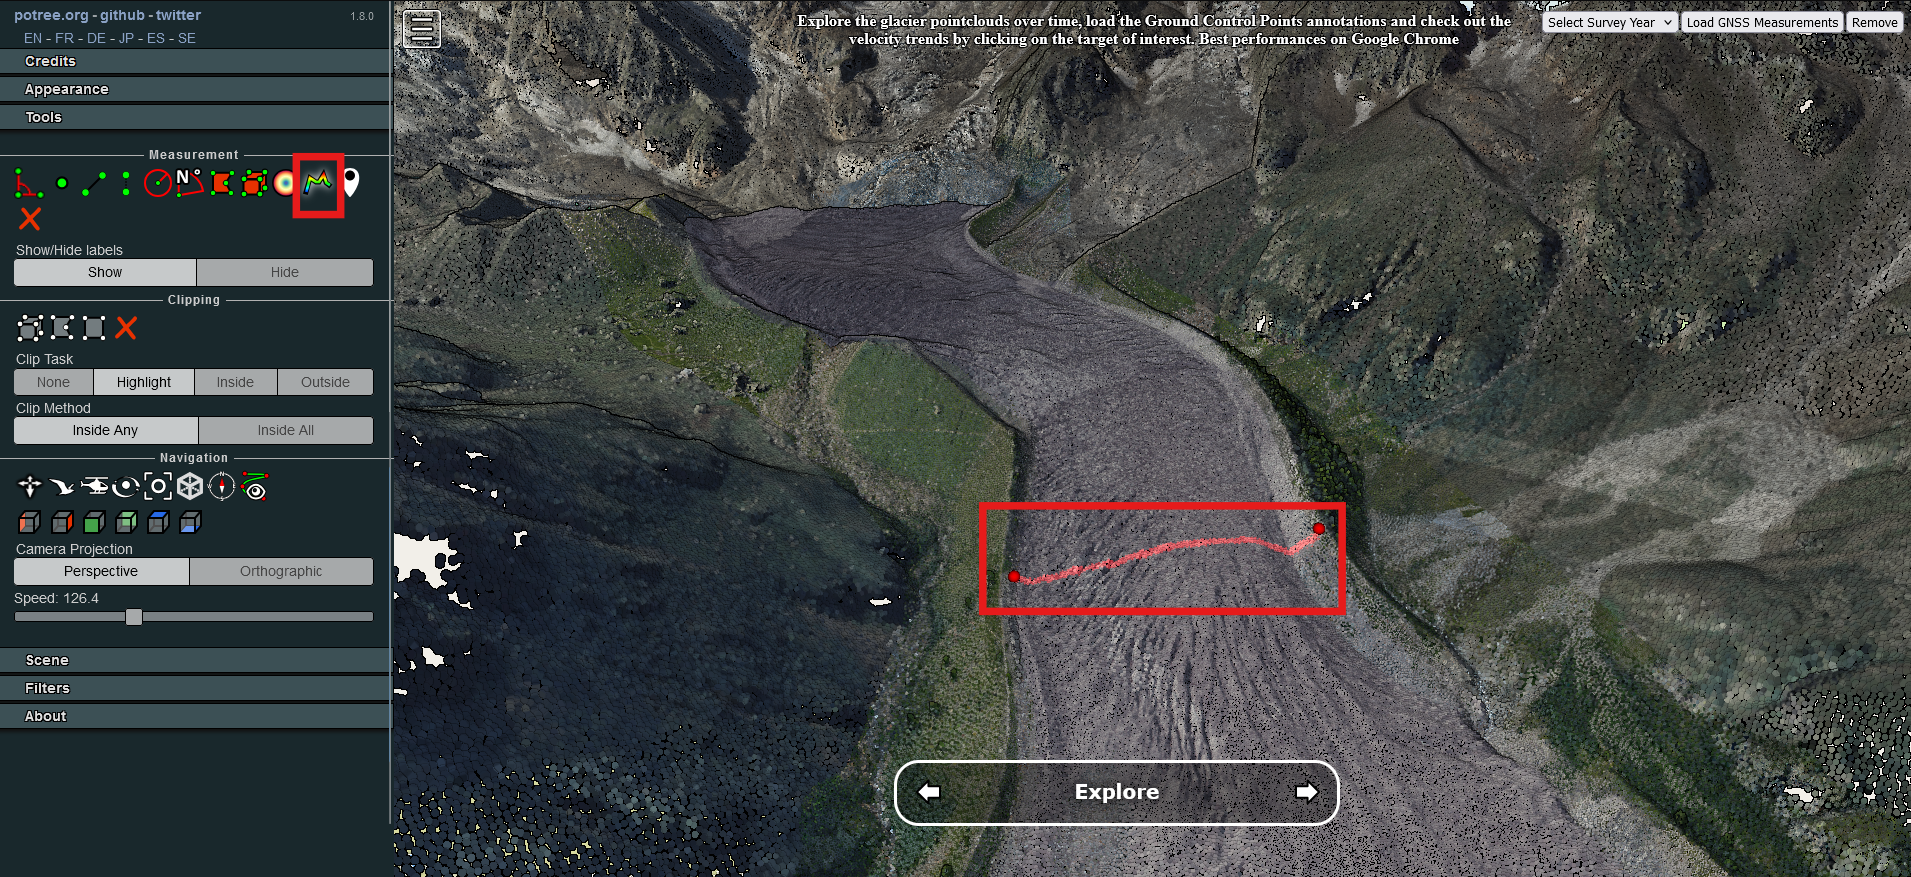 potree.org - github - twitter
1.8.0
EN - FR - DE - JP - ES - SE
Credits
Appearance
Tools
Measurement
N°
Show/Hide labels
Show
Hide
Clipping
Clip Task
None
Highlight
Inside
Outside
Clip Method
Inside Any
Inside All
Navigation
Camera Projection
Perspective
Orthographic
Speed: 126.4
Scene
Filters
About
Explore the glacier pointclouds over time, load the Ground Control Points annotations and check out the
velocity trends by clicking on the target of interest. Best performances on Google Chrome
Select Survey Year
Load GNSS Measurements
Remove
Explore